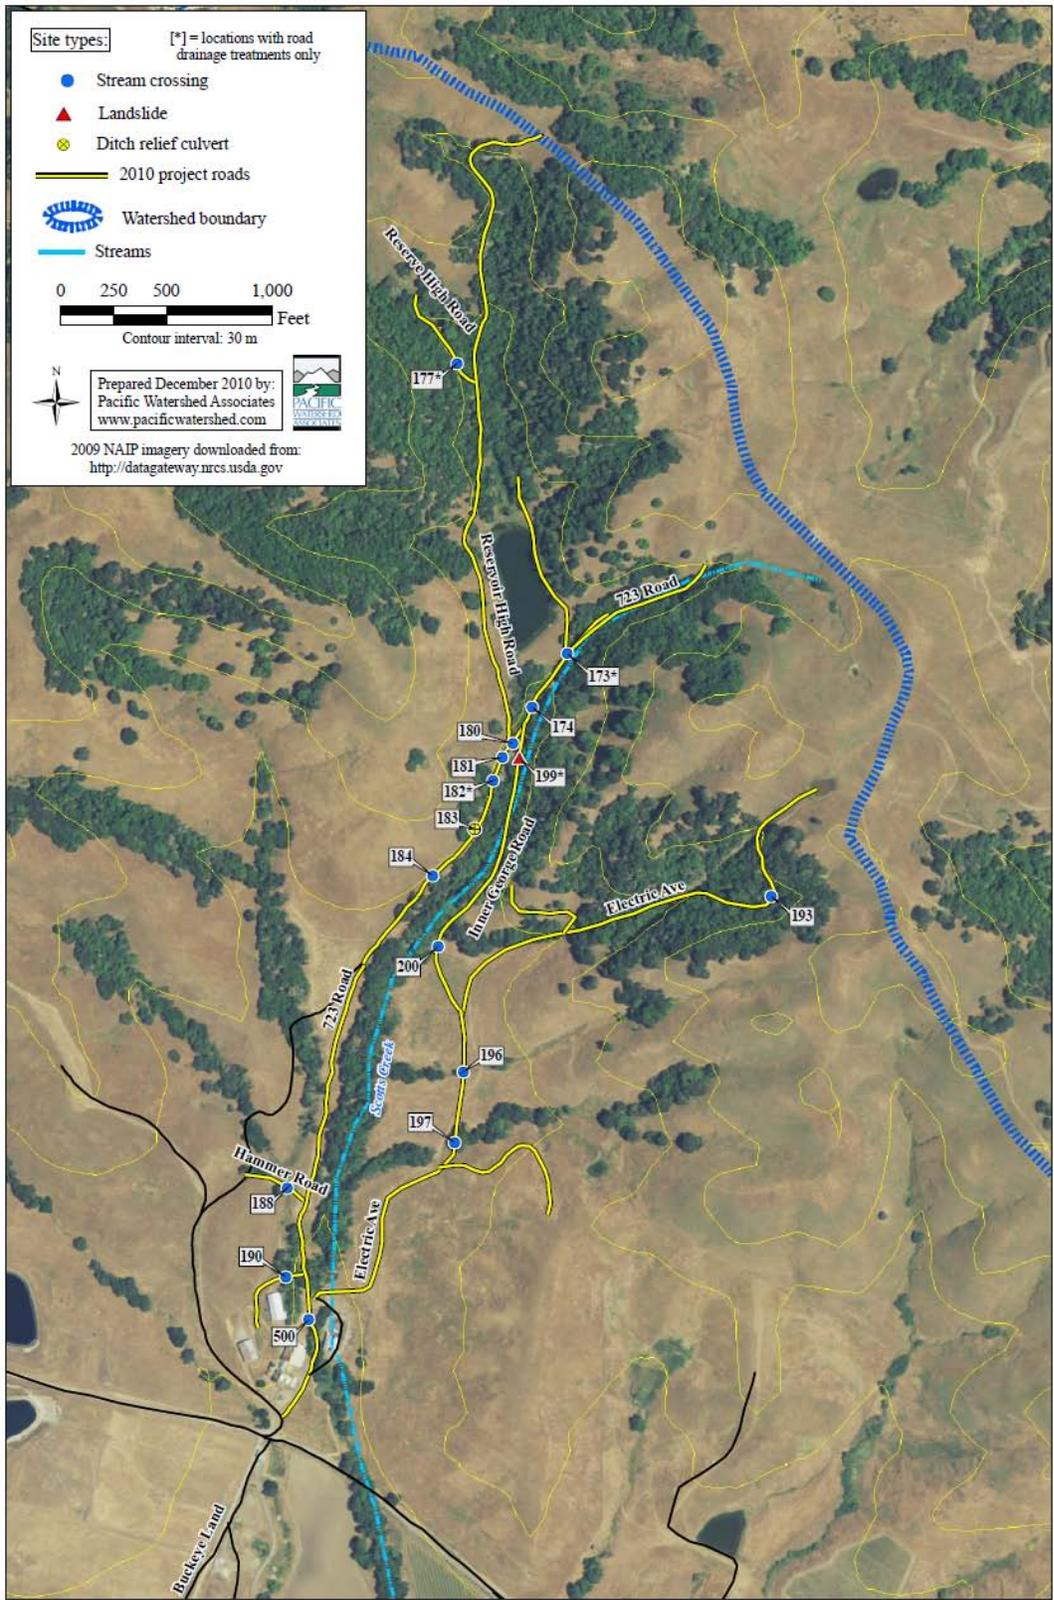 Site types:
[*] = locations with road
drainage treatments only
Stream crossing
Landslide
Ditch relief culvert
2010 project roads
Watershed boundary
Streams
0 250 500 1,000
Feet
Contour interval: 30 m
N
Prepared December 2010 by:
Pacific Watershed Associates
www.pacificwatershed.com
PACIFIC
WATERSHED
ASSOCIATES
2009 NAIP imagery downloaded from:
http://datagateway.nrcs.usda.gov
Reserve High Road
177*
Reservoir High Road
723 Road
173*
174
180
181
199*
182*
183
Inner George Road
184
Electric Ave
193
200
723 Road
196
Scotts Creek
197
Hammer Road
188
Electric Ave
190
500
Buckeye Land